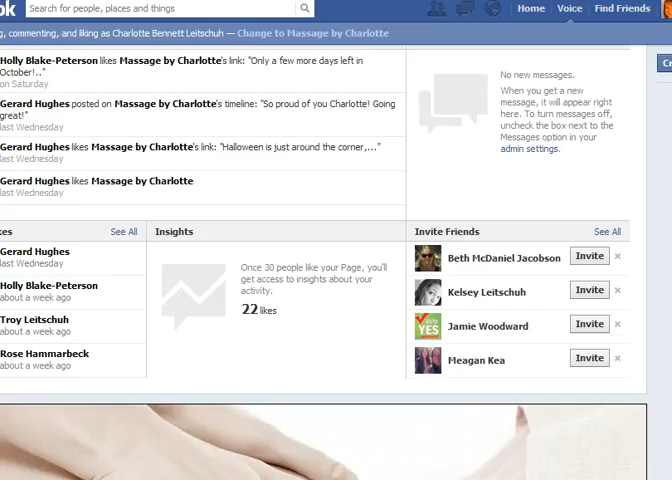 ok
Search for people, places and things
Home
Voice
Find Friends
g, commenting, and liking as Charlotte Bennett Leitschuh — Change to Massage by Charlotte
Holly Blake-Peterson likes Massage by Charlotte's link: "Only a few more days left in
October!.."
on Saturday
Gerard Hughes posted on Massage by Charlotte's timeline: "So proud of you Charlotte! Going
great!"
last Wednesday
Gerard Hughes likes Massage by Charlotte's link: "Halloween is just around the corner,..."
last Wednesday
Gerard Hughes likes Massage by Charlotte
last Wednesday
No new messages.
When you get a new
message, it will appear right
here. To turn messages off,
uncheck the box next to the
Messages option in your
admin settings.
Cr
kes
See All
Gerard Hughes
last Wednesday
Holly Blake-Peterson
about a week ago
Troy Leitschuh
about a week ago
Rose Hammarbeck
about a week ago
Insights
Once 30 people like your Page, you'll
get access to insights about your
activity.
22 likes
Invite Friends
See All
Beth McDaniel Jacobson
Invite
Kelsey Leitschuh
Invite
Vote
YES
Jamie Woodward
Invite
Meagan Kea
Invite